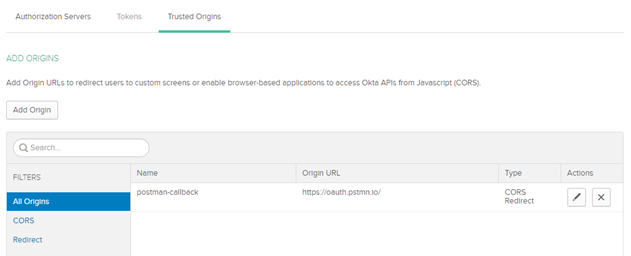 Authorization Servers Tokens Trusted Origins
ADD ORIGINS
Add Origin URLs to redirect users to custom screens or enable browser-based applications to access Okta APIs from Javascript (CORS).
Add Origin
Search...
FILTERS Name Origin URL Type Actions
All Origins postman-callback https://oauth.pstmn.io/ CORS
Redirect
CORS
Redirect